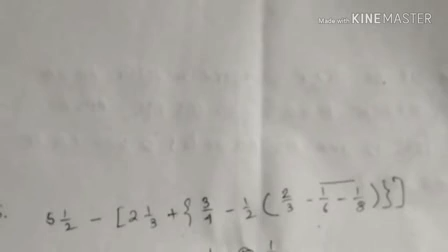 Made with KINEMASTER
5 1/2 - [2 1/3 + {3/4 - 1/2 (2/3 - \overline{1/6 - 1/8})}]